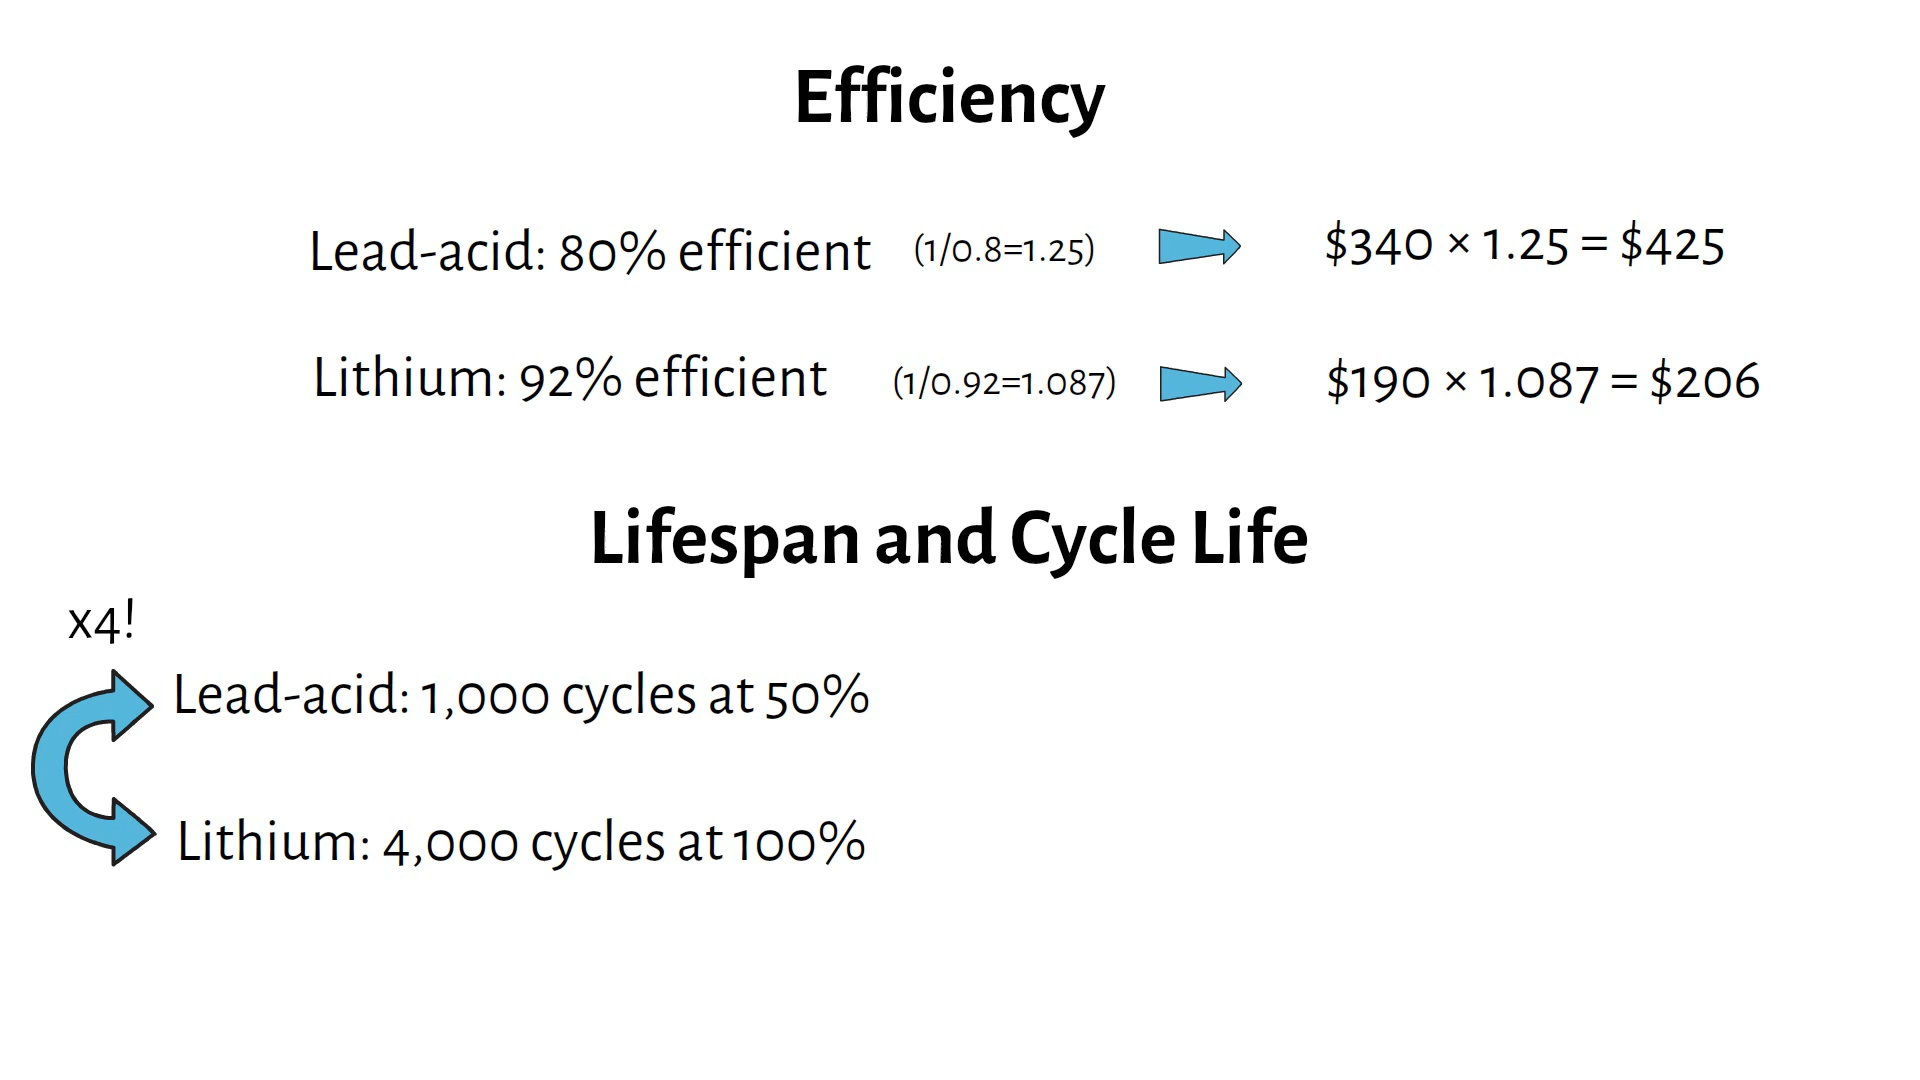 Efficiency
Lead-acid: 80% efficient (1/0.8=1.25) $340 × 1.25 = $425
Lithium: 92% efficient (1/0.92=1.087) $190 × 1.087 = $206
Lifespan and Cycle Life
x4!
Lead-acid: 1,000 cycles at 50%
Lithium: 4,000 cycles at 100%